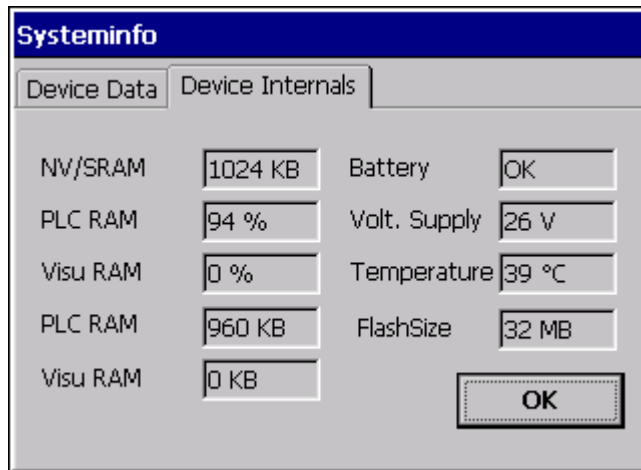 Systeminfo
Device Data Device Internals
NV/SRAM 1024 KB Battery OK
PLC RAM 94 % Volt. Supply 26 V
Visu RAM 0 % Temperature 39 °C
PLC RAM 960 KB FlashSize 32 MB
Visu RAM 0 KB
OK